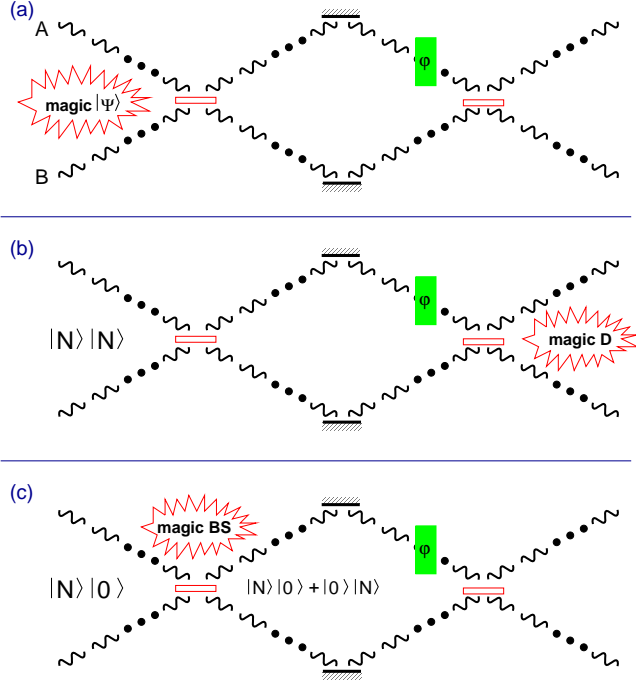 (a)
A
φ
magic |Ψ⟩
B
(b)
φ
|N⟩|N⟩
magic D
(c)
magic BS
φ
|N⟩|0⟩
|N⟩|0⟩+|0⟩|N⟩